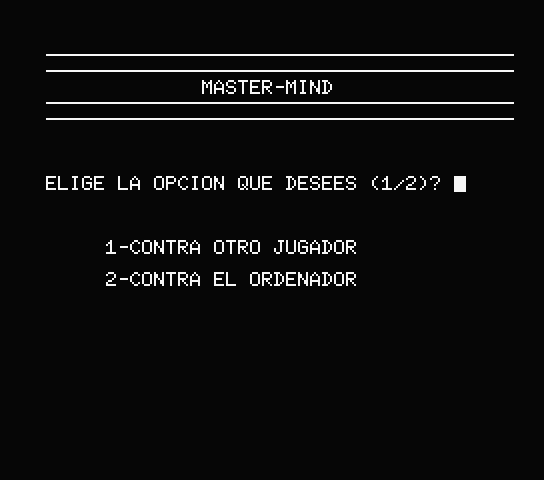 MASTER-MIND
ELIGE LA OPCION QUE DESEES (1/2)?
1-CONTRA OTRO JUGADOR
2-CONTRA EL ORDENADOR